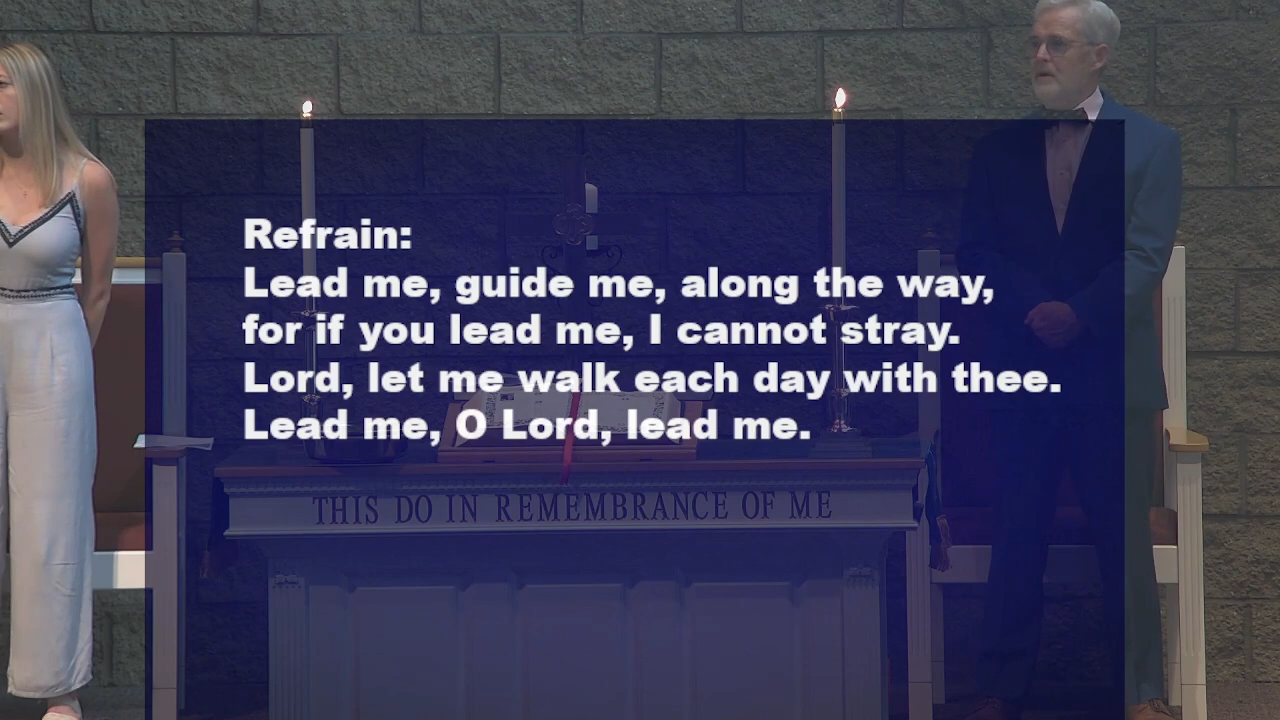 Refrain:
Lead me, guide me, along the way,
for if you lead me, I cannot stray.
Lord, let me walk each day with thee.
Lead me, O Lord, lead me.
THIS DO IN REMEMBRANCE OF ME